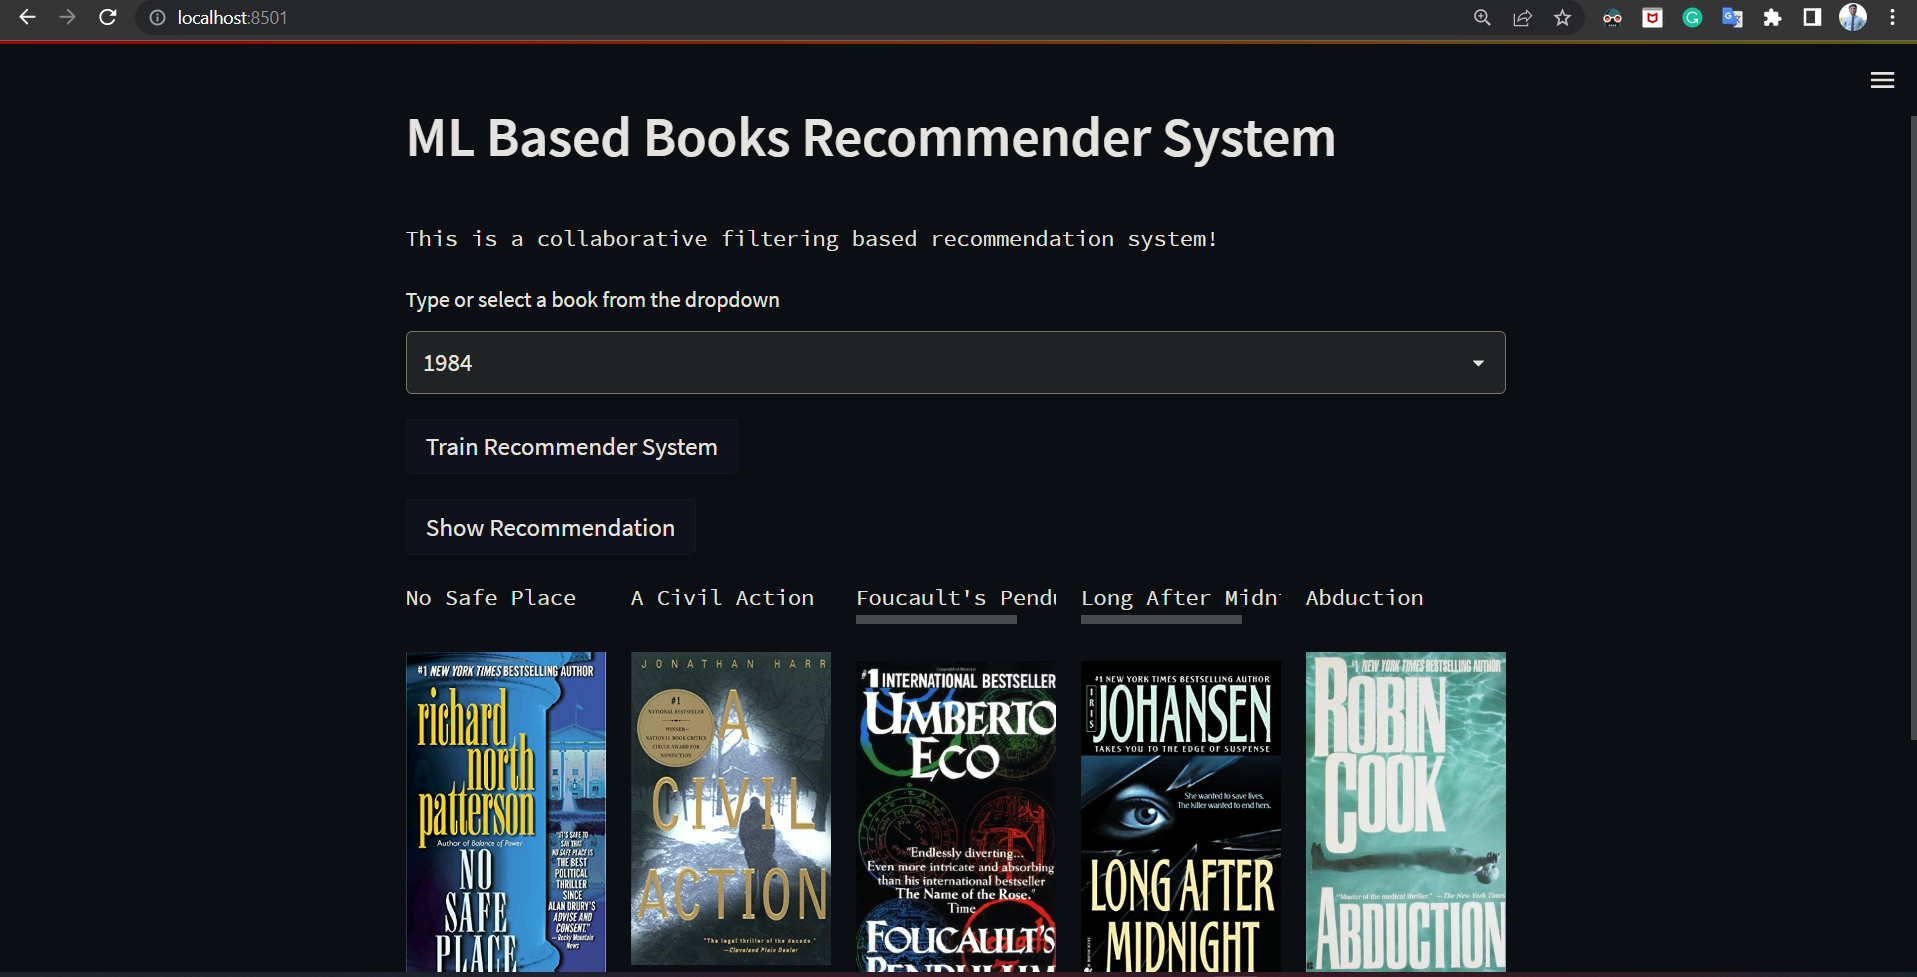 localhost:8501
ML Based Books Recommender System
This is a collaborative filtering based recommendation system!
Type or select a book from the dropdown
1984
Train Recommender System
Show Recommendation
No Safe Place
A Civil Action
Foucault's Pendu
Long After Midn
Abduction
#1 NEW YORK TIMES BESTSELLING AUTHOR
richard
north
patterson
Author of Balance of Power
NO
SAFE
PLACE
"IT'S SAFE TO
SAY THAT
NO SAFE PLACE IS
THE BEST
POLITICAL
THRILLER
SINCE
ALAN DRURY'S
ADVISE AND
CONSENT."
—Rocky Mountain
News
JONATHAN HARR
#1
NATIONAL BESTSELLER
WINNER—
NATIONAL BOOK CRITICS
CIRCLE AWARD FOR
NONFICTION
A
CIVIL
ACTION
"The legal thriller of the decade."
—Cleveland Plain Dealer
#1 INTERNATIONAL BESTSELLER
UMBERTO
ECO
"Endlessly diverting...
Even more intricate and absorbing
than his international bestseller
The Name of the Rose."
Time
FOUCAULT'S
PENDULUM
#1 NEW YORK TIMES BESTSELLING AUTHOR
IRIS
JOHANSEN
TAKES YOU TO THE EDGE OF SUSPENSE
She wanted to save lives.
The killer wanted to end hers.
LONG AFTER
MIDNIGHT
#1 NEW YORK TIMES BESTSELLING AUTHOR
ROBIN
COOK
"Master of the medical thriller." —The New York Times
ABDUCTION